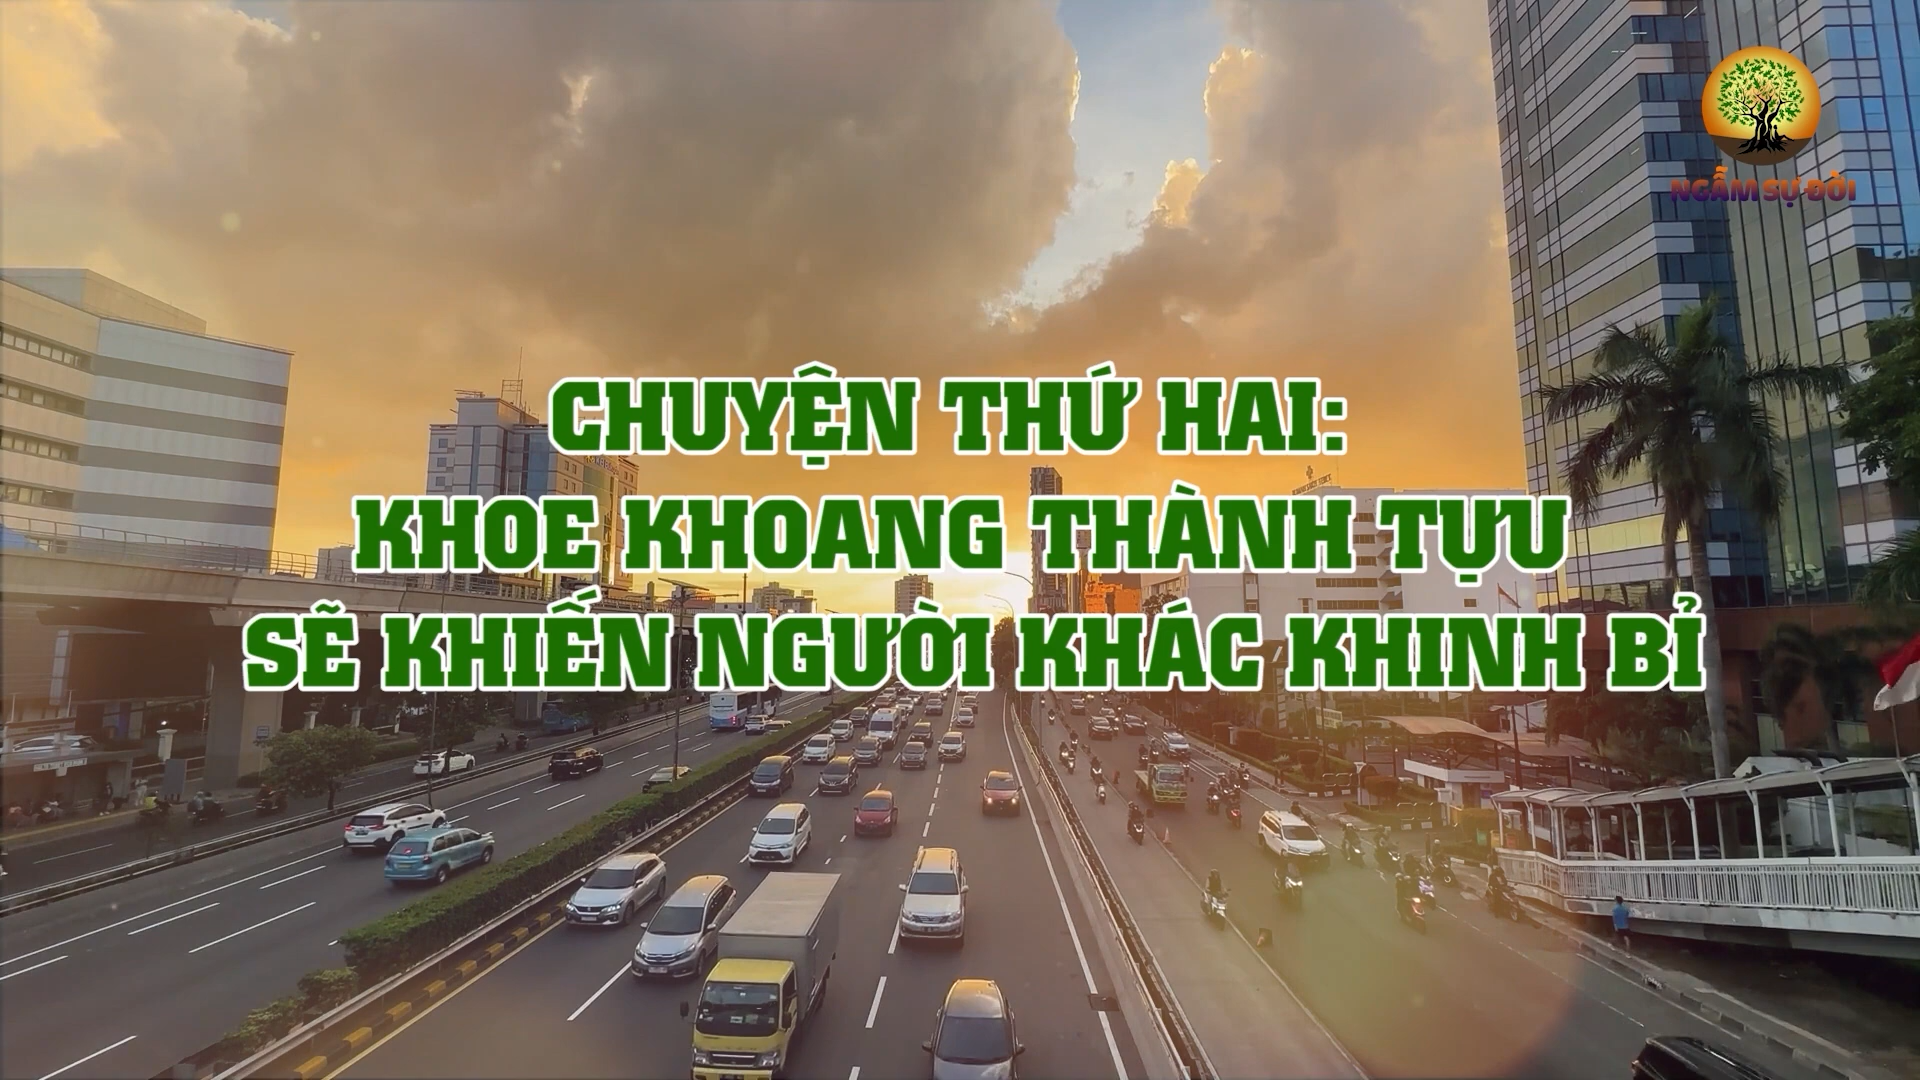 NGẪM SỰ ĐỜI
CHUYỆN THỨ HAI:
KHOE KHOANG THÀNH TỰU
SẼ KHIẾN NGƯỜI KHÁC KHINH BỈ